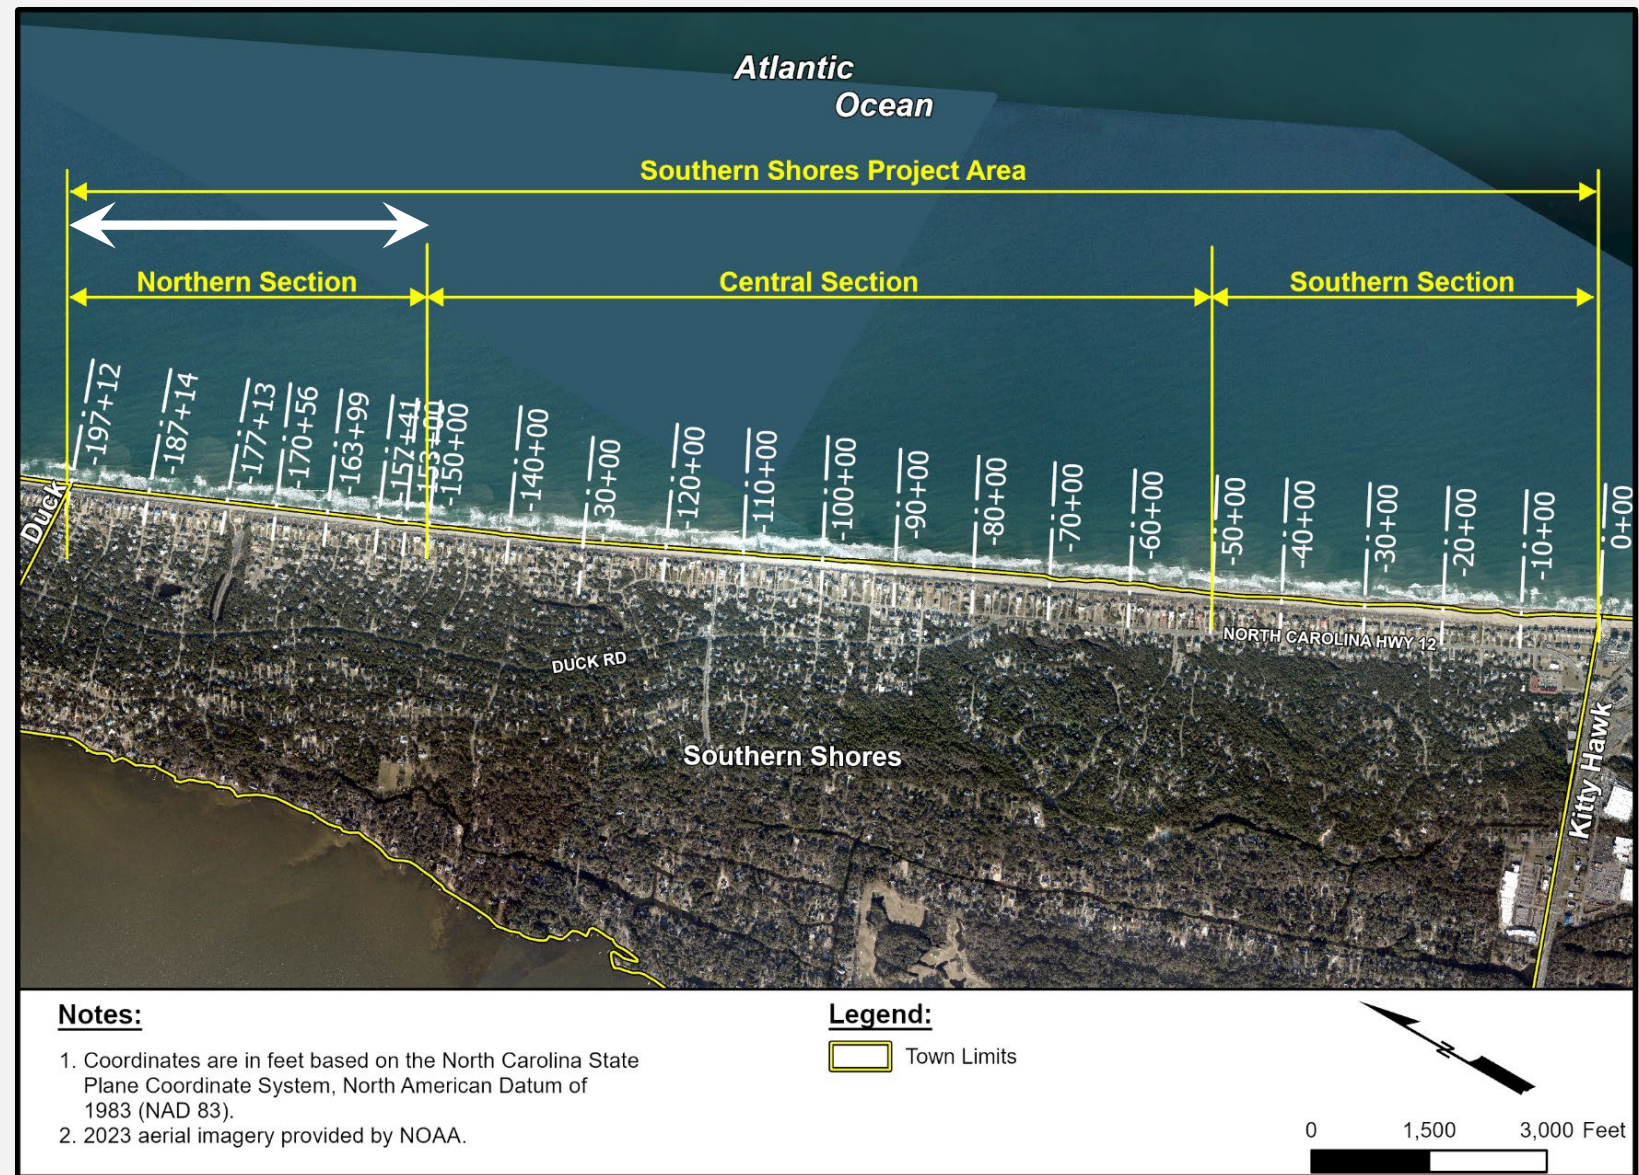 Atlantic
Ocean
Southern Shores Project Area
Northern Section
Central Section
Southern Section
-197+12
-187+14
-177+13
-170+56
-163+99
-157+41
-153+00
-150+00
-140+00
-30+00
-120+00
-110+00
-100+00
-90+00
-80+00
-70+00
-60+00
-50+00
-40+00
-30+00
-20+00
-10+00
0+00
Duck
NORTH CAROLINA HWY 12
DUCK RD
Southern Shores
Kitty Hawk
Notes:
1. Coordinates are in feet based on the North Carolina State
Plane Coordinate System, North American Datum of
1983 (NAD 83).
2. 2023 aerial imagery provided by NOAA.
Legend:
Town Limits
N
0 1,500 3,000 Feet